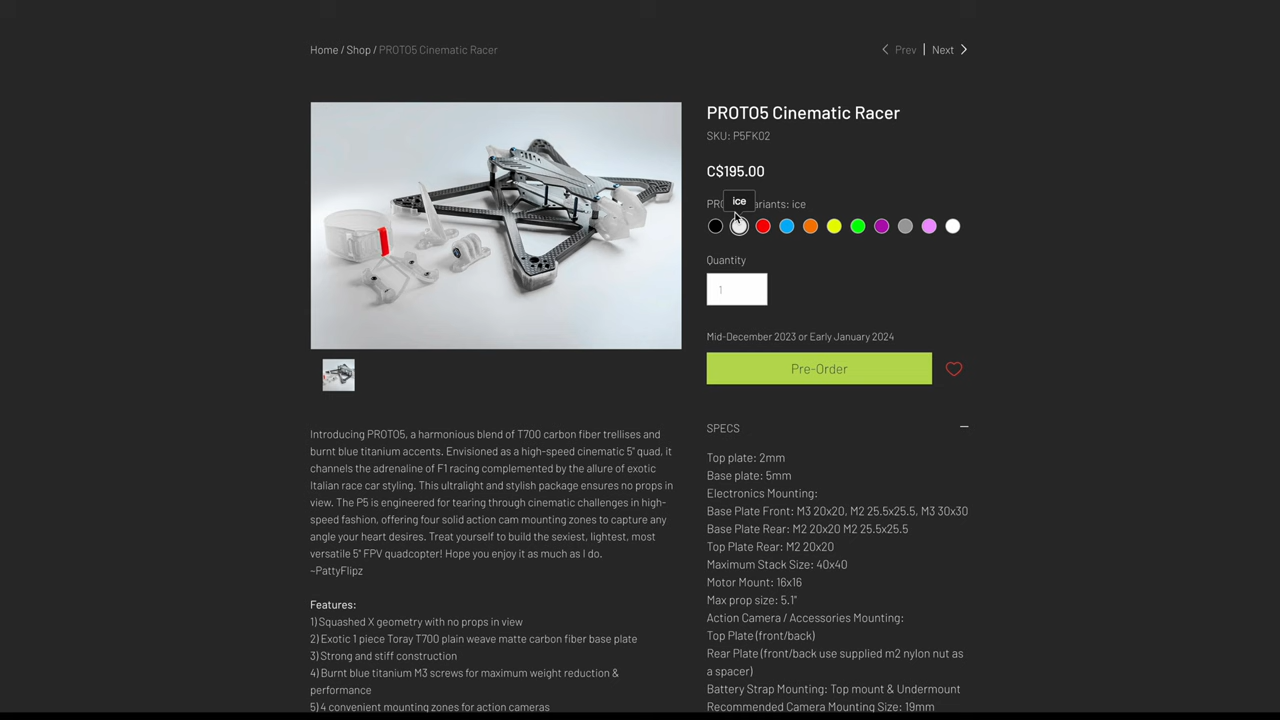 Home / Shop / PROTO5 Cinematic Racer
Prev | Next
PROTO5 Cinematic Racer
SKU: P5FK02
C$195.00
ice
PRO ariants: ice
Quantity
1
Mid-December 2023 or Early January 2024
Pre-Order
Introducing PROTO5, a harmonious blend of T700 carbon fiber trellises and
burnt blue titanium accents. Envisioned as a high-speed cinematic 5" quad, it
channels the adrenaline of F1 racing complemented by the allure of exotic
Italian race car styling. This ultralight and stylish package ensures no props in
view. The P5 is engineered for tearing through cinematic challenges in high-
speed fashion, offering four solid action cam mounting zones to capture any
angle your heart desires. Treat yourself to build the sexiest, lightest, most
versatile 5" FPV quadcopter! Hope you enjoy it as much as I do.
~PattyFlipz
Features:
1) Squashed X geometry with no props in view
2) Exotic 1 piece Toray T700 plain weave matte carbon fiber base plate
3) Strong and stiff construction
4) Burnt blue titanium M3 screws for maximum weight reduction &
performance
5) 4 convenient mounting zones for action cameras
SPECS
Top plate: 2mm
Base plate: 5mm
Electronics Mounting:
Base Plate Front: M3 20x20, M2 25.5x25.5, M3 30x30
Base Plate Rear: M2 20x20 M2 25.5x25.5
Top Plate Rear: M2 20x20
Maximum Stack Size: 40x40
Motor Mount: 16x16
Max prop size: 5.1"
Action Camera / Accessories Mounting:
Top Plate (front/back)
Rear Plate (front/back use supplied m2 nylon nut as
a spacer)
Battery Strap Mounting: Top mount & Undermount
Recommended Camera Mounting Size: 19mm